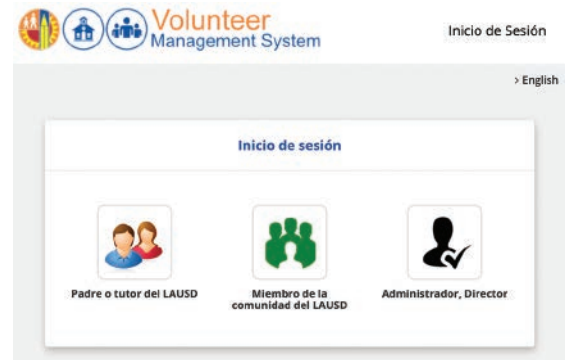 Volunteer
Management System
Inicio de Sesión
> English
Inicio de sesión
Padre o tutor del LAUSD
Miembro de la
comunidad del LAUSD
Administrador, Director